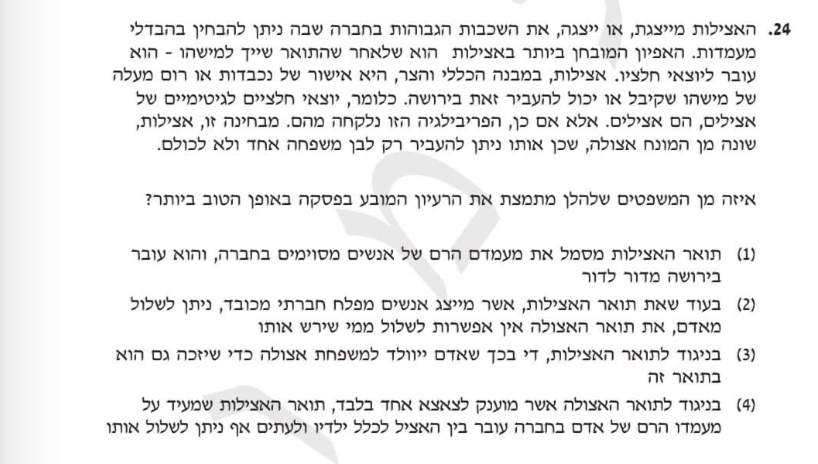 24. האצילות מייצגת, או ייצגה, את השכבות הגבוהות בחברה שבה ניתן להבחין בהבדלי
מעמדות. האפיון המובחן ביותר באצילות הוא שלאחר שהתואר שייך למישהו - הוא
עובר ליוצאי חלציו. אצילות, במבנה הכללי והצר, היא אישור של נכבדות או רום מעלה
של מישהו שקיבל או יכול להעביר זאת בירושה. כלומר, יוצאי חלציים לגיטימיים של
אצילים, הם אצילים. אלא אם כן, הפריבילגיה הזו נלקחה מהם. מבחינה זו, אצילות,
שונה מן המונח אצולה, שכן אותו ניתן להעביר רק לבן משפחה אחד ולא לכולם.
איזה מן המשפטים שלהלן מתמצת את הרעיון המובע בפסקה באופן הטוב ביותר?
(1) תואר האצילות מסמל את מעמדם הרם של אנשים מסוימים בחברה, והוא עובר
בירושה מדור לדור
(2) בעוד שאת תואר האצילות, אשר מייצג אנשים מפלח חברתי מכובד, ניתן לשלול
מאדם, את תואר האצולה אין אפשרות לשלול ממי שירש אותו
(3) בניגוד לתואר האצילות, די בכך שאדם ייוולד למשפחת אצולה כדי שיזכה גם הוא
בתואר זה
(4) בניגוד לתואר האצולה אשר מוענק לצאצא אחד בלבד, תואר האצילות שמעיד על
מעמדו הרם של אדם בחברה עובר בין האציל לכלל ילדיו ולעתים אף ניתן לשלול אותו